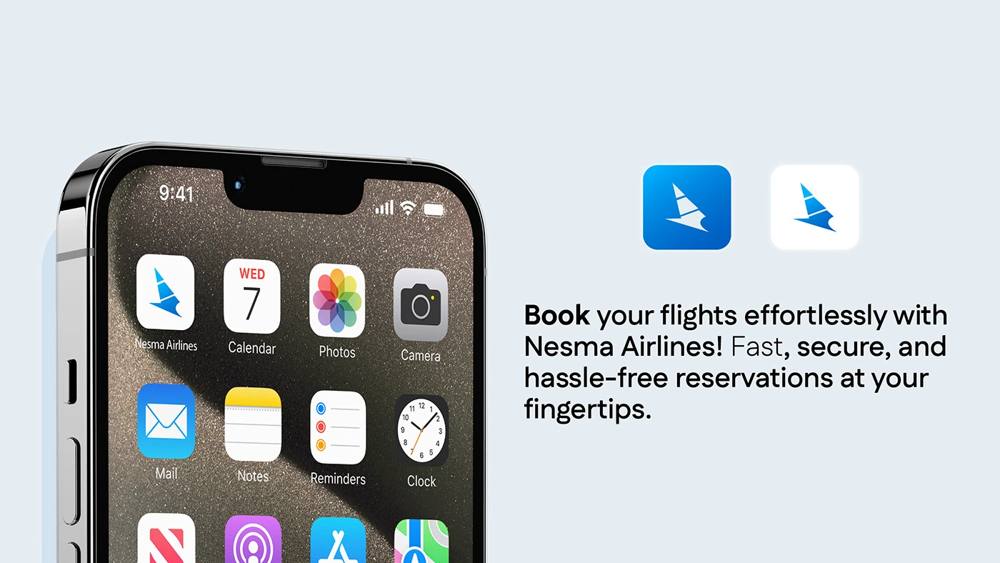 9:41
WED
7
Nesma Airlines
Calendar
Photos
Camera
Mail
Notes
Reminders
Clock
Book your flights effortlessly with
Nesma Airlines! Fast, secure, and
hassle-free reservations at your
fingertips.